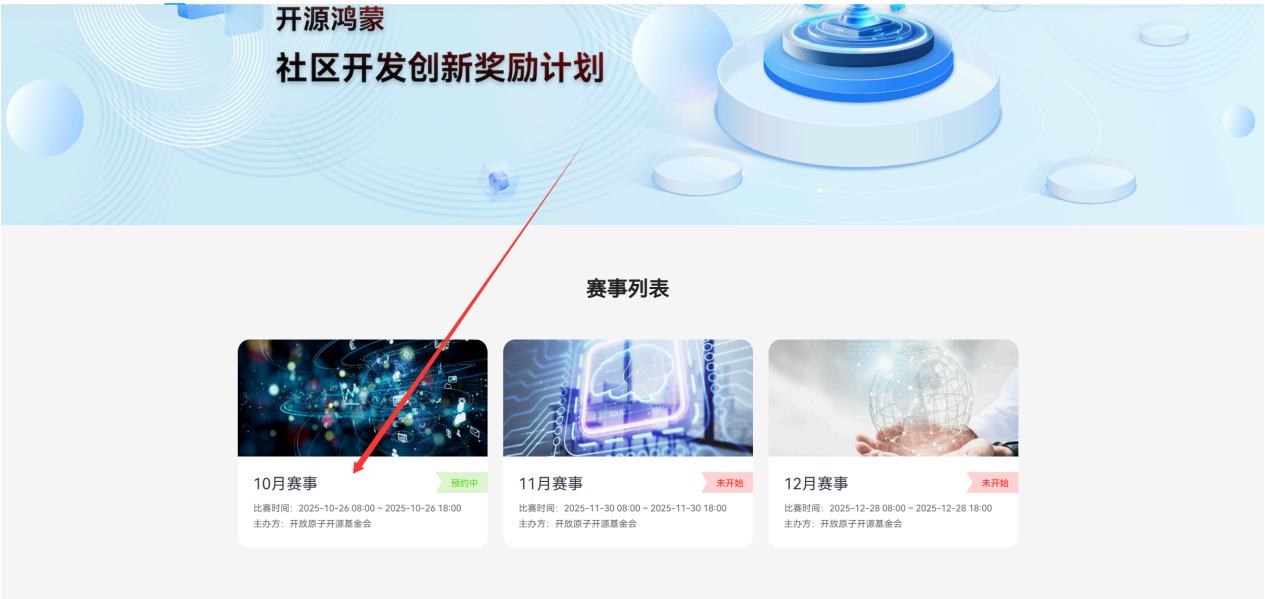 开源鸿蒙
社区开发创新奖励计划
赛事列表
10月赛事
预约中
比赛时间：2025-10-26 08:00 ~ 2025-10-26 18:00
主办方：开放原子开源基金会
11月赛事
未开始
比赛时间：2025-11-30 08:00 ~ 2025-11-30 18:00
主办方：开放原子开源基金会
12月赛事
未开始
比赛时间：2025-12-28 08:00 ~ 2025-12-28 18:00
主办方：开放原子开源基金会